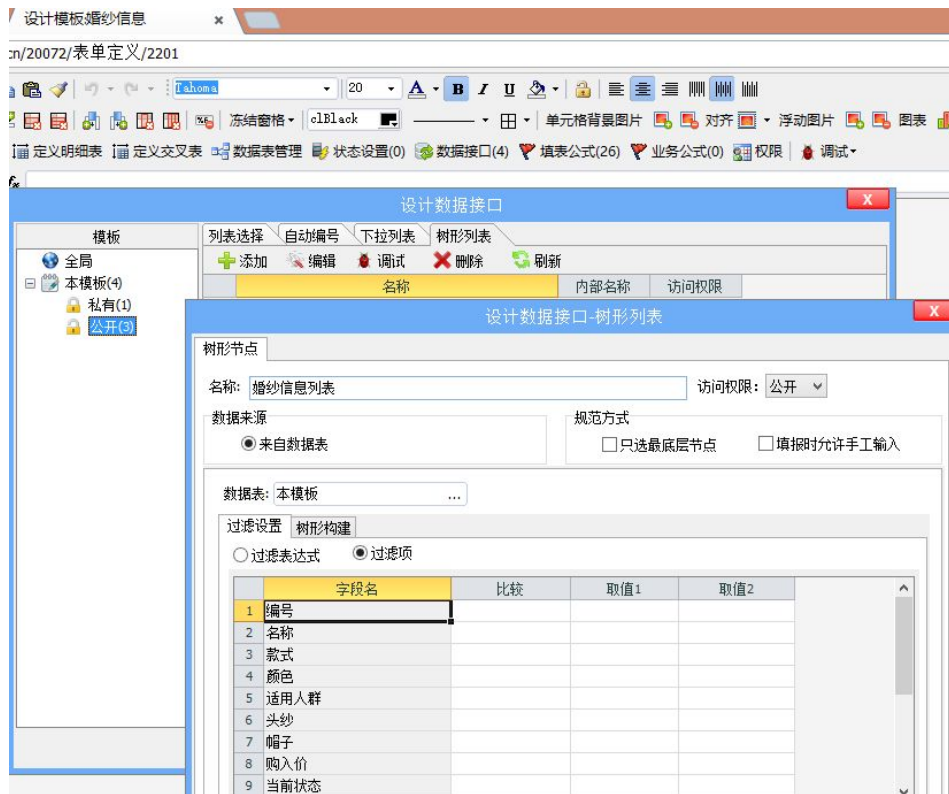 设计模板婚纱信息 ×
cn/20072/表单定义/2201
Tahoma 20 A B I U
冻结窗格 clBlack 单元格背景图片 对齐 浮动图片 图表
定义明细表 定义交叉表 数据表管理 状态设置(0) 数据接口(4) 填表公式(26) 业务公式(0) 权限 调试
fx
设计数据接口 X
模板 列表选择 自动编号 下拉列表 树形列表
全局 添加 编辑 调试 删除 刷新
本模板(4) 名称 内部名称 访问权限
私有(1)
公开(3)
设计数据接口-树形列表 X
树形节点
名称: 婚纱信息列表 访问权限: 公开
数据来源 规范方式
来自数据表 只选最底层节点 填报时允许手工输入
数据表: 本模板 ...
过滤设置 树形构建
过滤表达式 过滤项
字段名 比较 取值1 取值2
1 编号
2 名称
3 款式
4 颜色
5 适用人群
6 头纱
7 帽子
8 购入价
9 当前状态